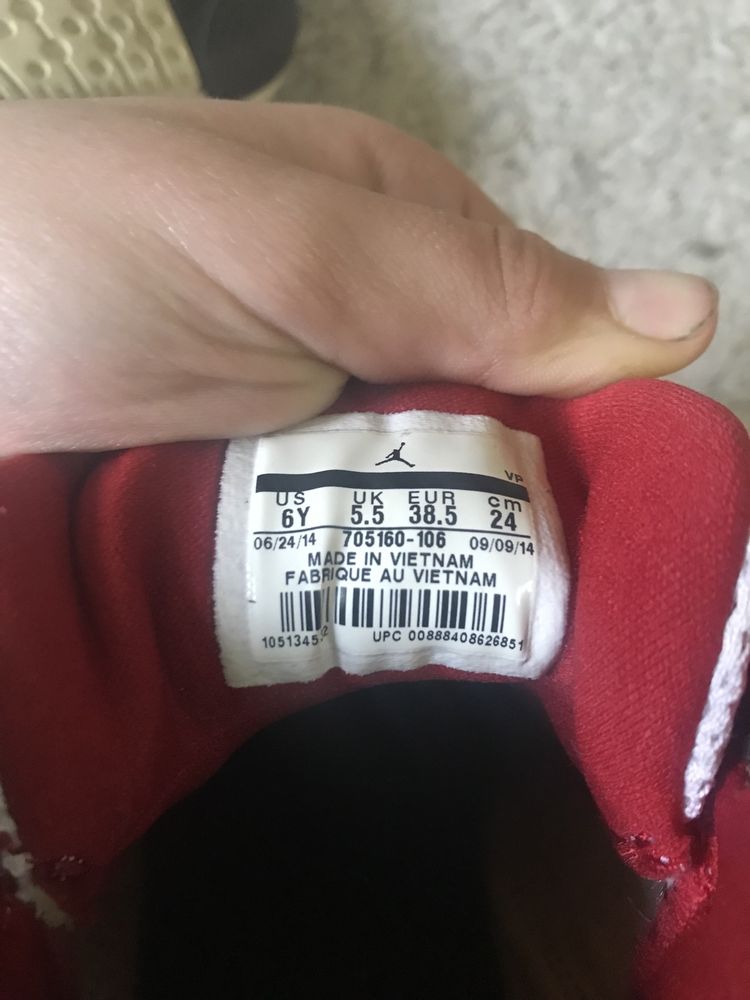 VP
US UK EUR cm
6Y 5.5 38.5 24
06/24/14 705160-106 09/09/14
MADE IN VIETNAM
FABRIQUE AU VIETNAM
UPC 00888408626851